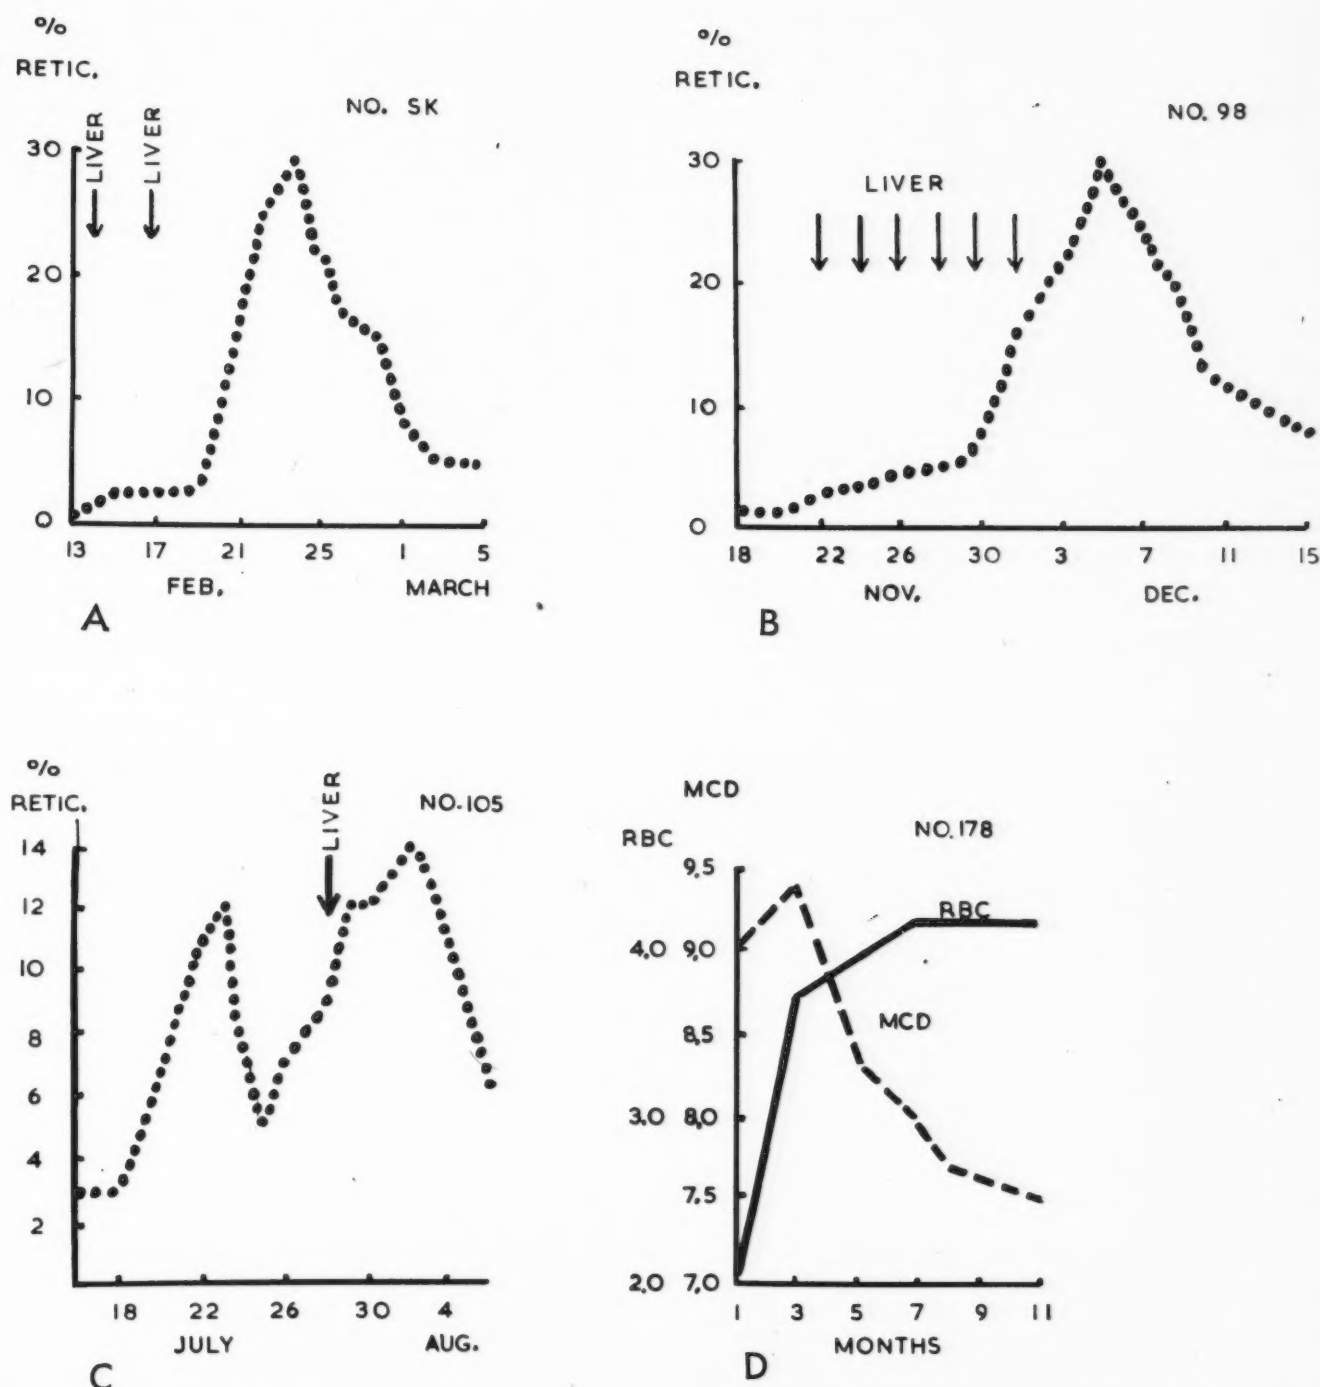 %
RETIC.
NO. SK
LIVER
LIVER
30
20
10
0
13 17 21 25 1 5
FEB. MARCH
A
%
RETIC.
NO. 98
LIVER
30
20
10
0
18 22 26 30 3 7 11 15
NOV. DEC.
B
%
RETIC.
NO.105
LIVER
14
12
10
8
6
4
2
18 22 26 30 4
JULY AUG.
C
MCD
RBC
NO.178
9,5
RBC
4,0 9,0
MCD
8,5
3,0 8,0
7,5
2,0 7,0
1 3 5 7 9 11
MONTHS
D